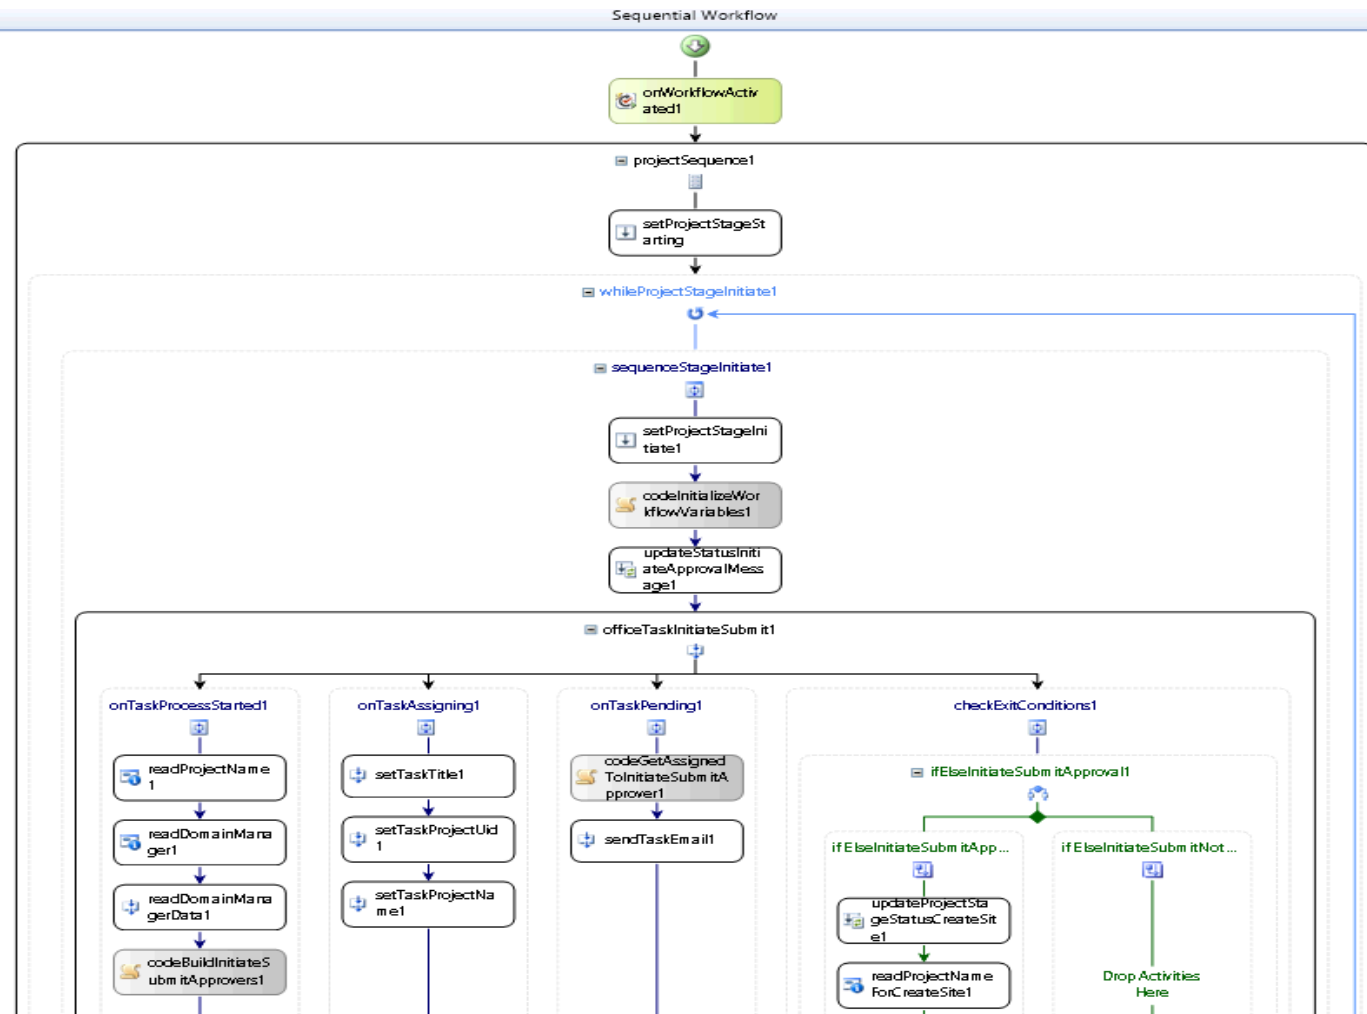 Sequential Workflow
onWorkflowActiv
ated1
projectSequence1
setProjectStageSt
arting
whileProjectStageInitiate1
sequenceStageInitiate1
setProjectStageIni
tiate1
codeInitializeWor
kflowVariables1
updateStatusIniti
ateApprovalMess
age1
officeTaskInitiateSubmit1
onTaskProcessStarted1
onTaskAssigning1
onTaskPending1
checkExitConditions1
readProjectName
1
readDomainMana
ger1
readDomainMana
gerData1
codeBuildInitiateS
ubmitApprovers1
setTaskTitle1
setTaskProjectUid
1
setTaskProjectNa
me1
codeGetAssigned
ToInitiateSubmitA
pprover1
sendTaskEmail1
ifElseInitiateSubmitApproval1
ifElseInitiateSubmitApp...
ifElseInitiateSubmitNot...
updateProjectSta
geStatusCreateSit
e1
readProjectName
ForCreateSite1
Drop Activities
Here